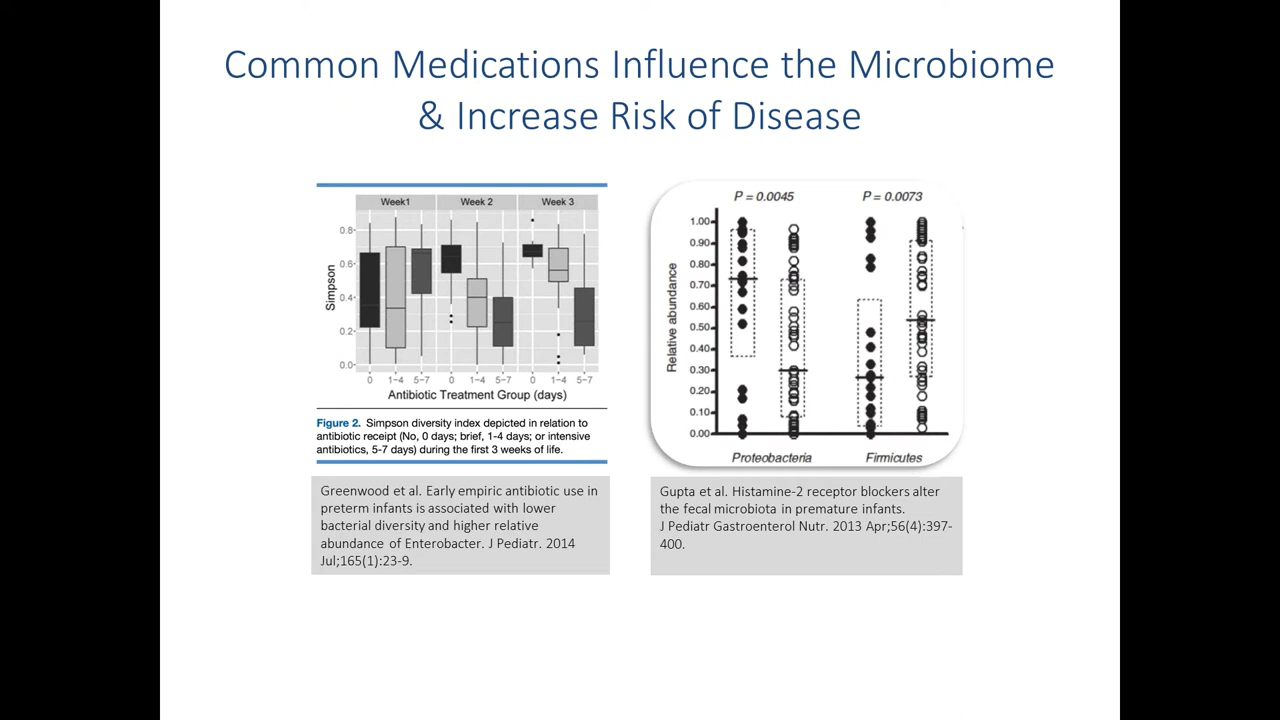 Common Medications Influence the Microbiome
& Increase Risk of Disease
Week1 Week 2 Week 3
Simpson
0.8
0.6
0.4
0.2
0.0
0 1-4 5-7 0 1-4 5-7 0 1-4 5-7
Antibiotic Treatment Group (days)
Figure 2. Simpson diversity index depicted in relation to
antibiotic receipt (No, 0 days; brief, 1-4 days; or intensive
antibiotics, 5-7 days) during the first 3 weeks of life.
Greenwood et al. Early empiric antibiotic use in
preterm infants is associated with lower
bacterial diversity and higher relative
abundance of Enterobacter. J Pediatr. 2014
Jul;165(1):23-9.
P = 0.0045 P = 0.0073
Relative abundance
1.00
0.90
0.80
0.70
0.60
0.50
0.40
0.30
0.20
0.10
0.00
Proteobacteria Firmicutes
Gupta et al. Histamine-2 receptor blockers alter
the fecal microbiota in premature infants.
J Pediatr Gastroenterol Nutr. 2013 Apr;56(4):397-
400.